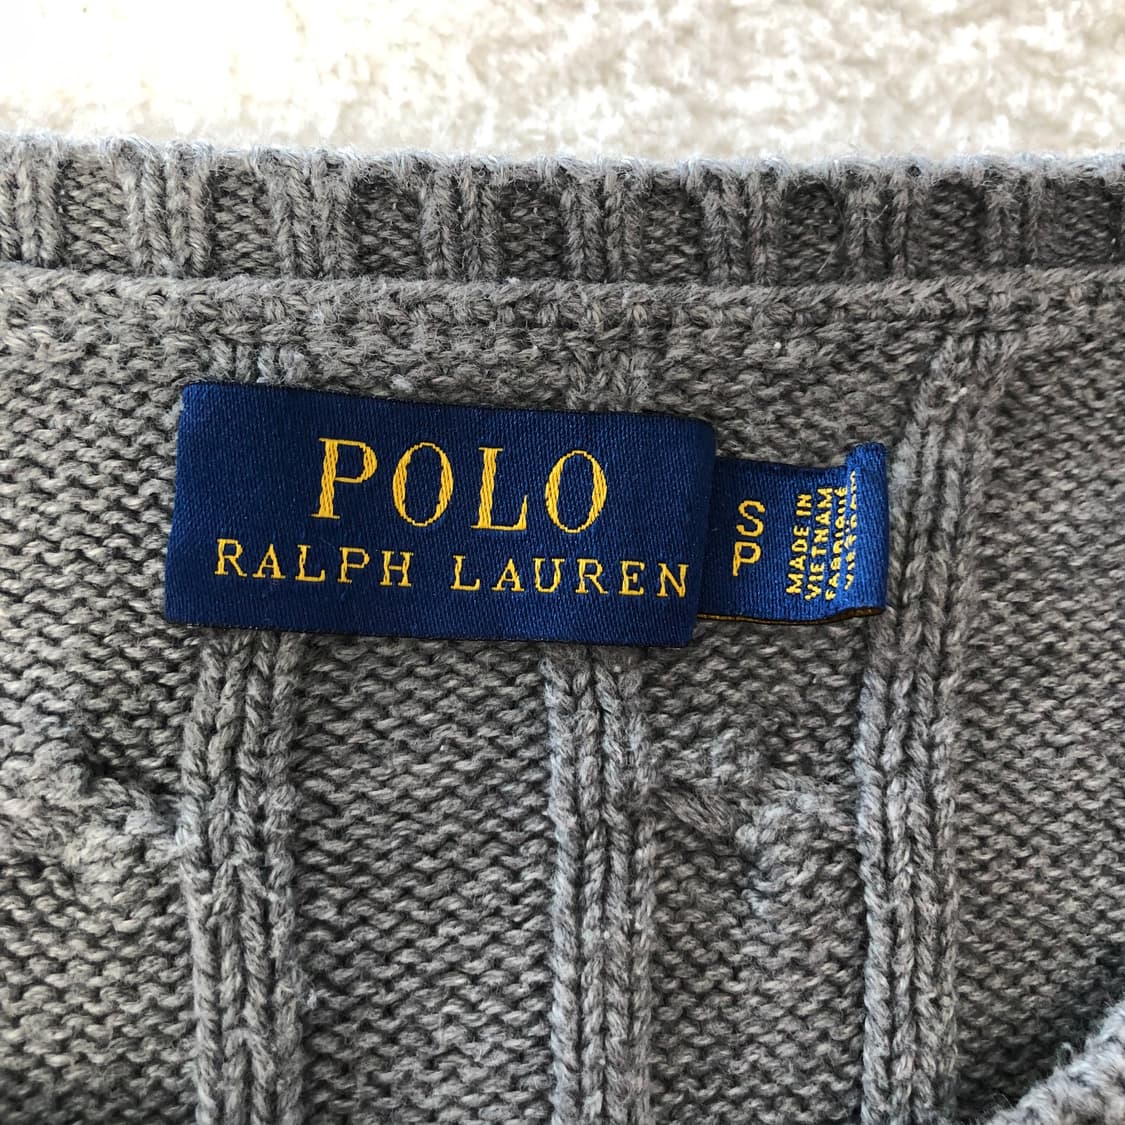 POLO
RALPH LAUREN
S
P
MADE IN
VIETNAM
FABRIQUÉ